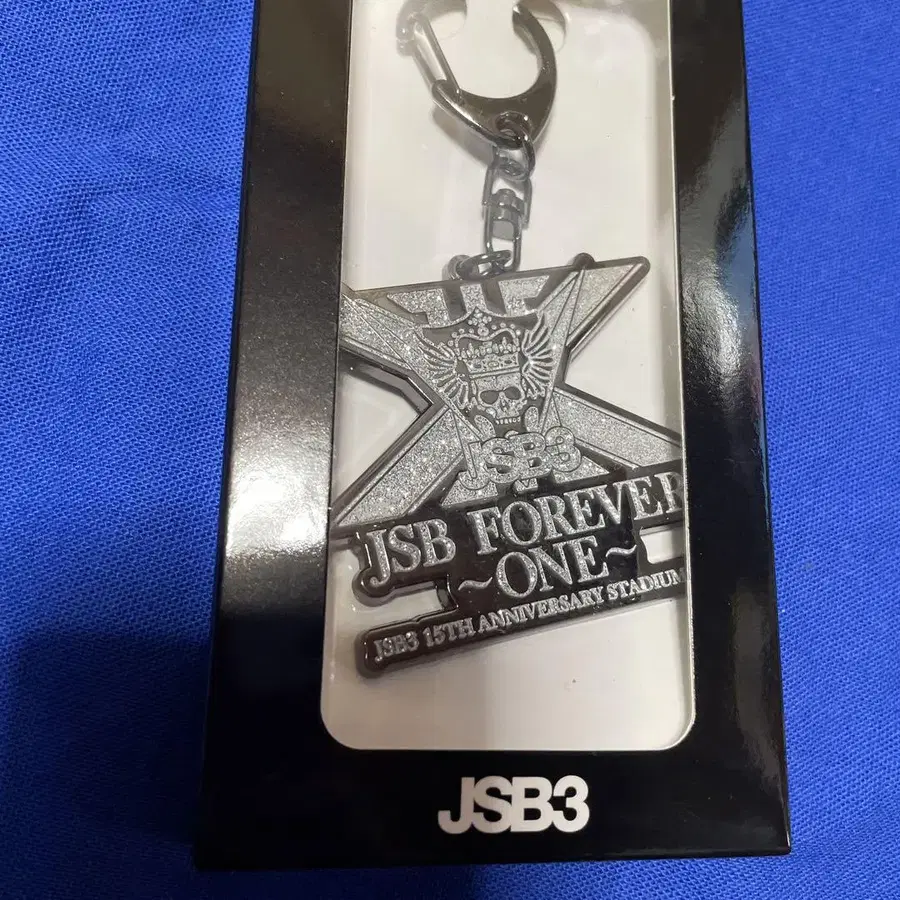 JSB3
JSB FOREVER
~ONE~
JSB3 15TH ANNIVERSARY STADIUM
JSB3